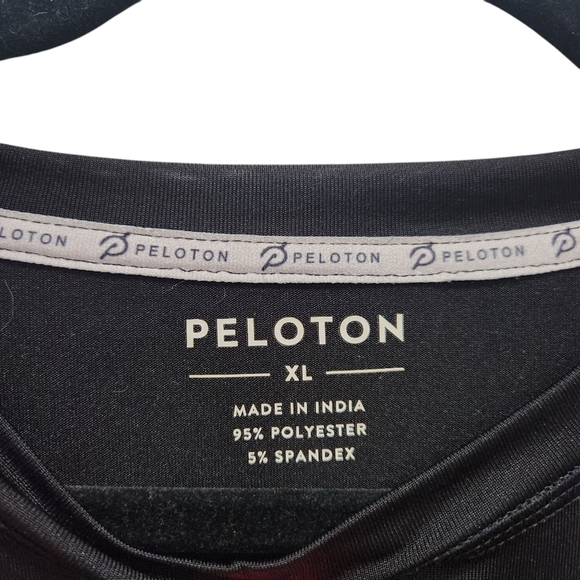 PELOTON PELOTON PELOTON PELOTON
PELOTON
XL
MADE IN INDIA
95% POLYESTER
5% SPANDEX